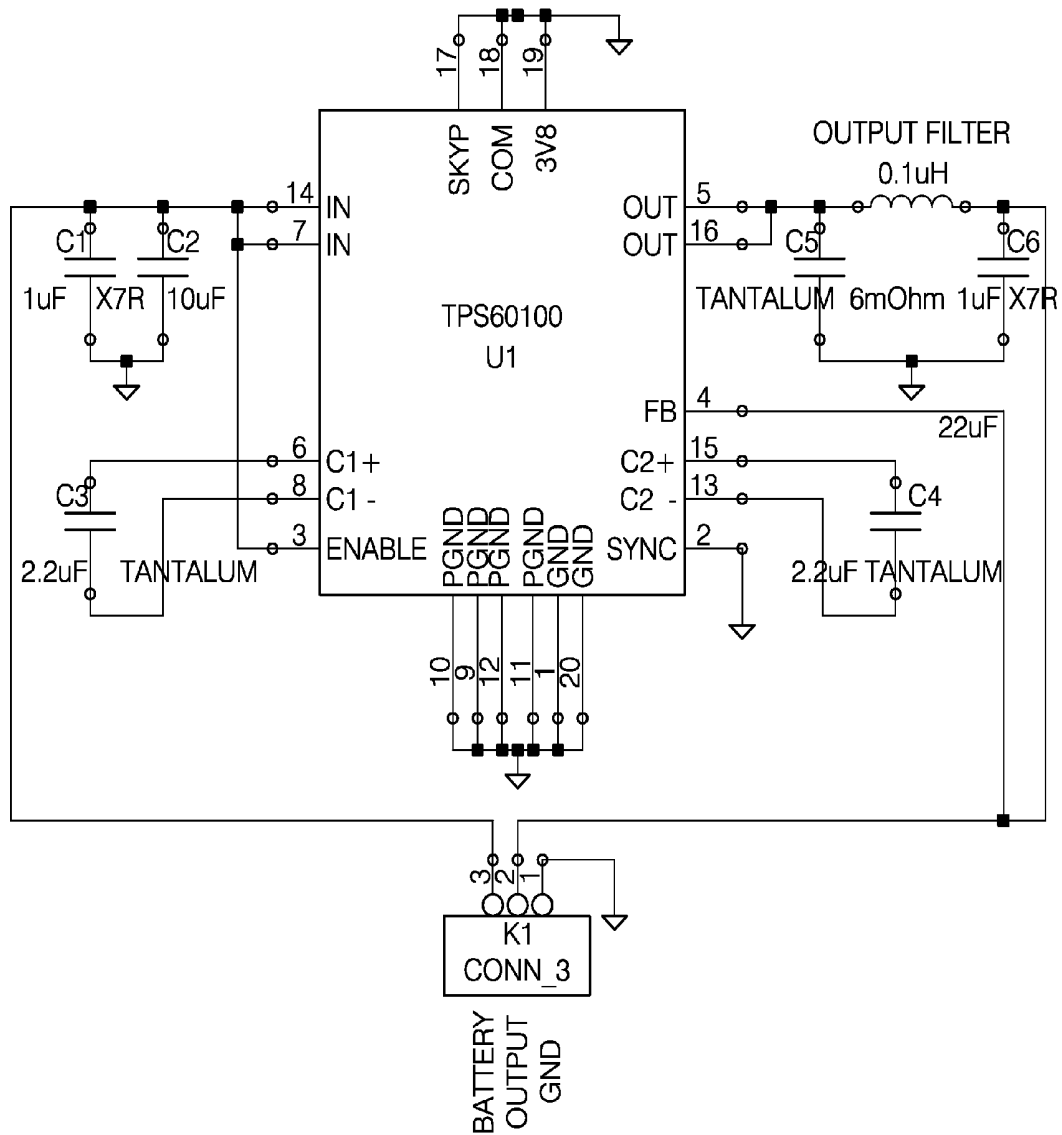 17
18
19
SKYP
COM
3V8
OUTPUT FILTER
0.1uH
14
IN
7
IN
OUT
5
OUT
16
C1
C2
C5
C6
1uF
X7R
10uF
TANTALUM
6mOhm
1uF
X7R
TPS60100
U1
FB
4
22uF
6
C1+
8
C1 -
3
ENABLE
C2+
15
C2 -
13
SYNC
2
C3
C4
2.2uF
TANTALUM
2.2uF
TANTALUM
PGND
PGND
PGND
PGND
GND
GND
10
9
12
11
1
20
3
2
1
K1
CONN_3
BATTERY
OUTPUT
GND